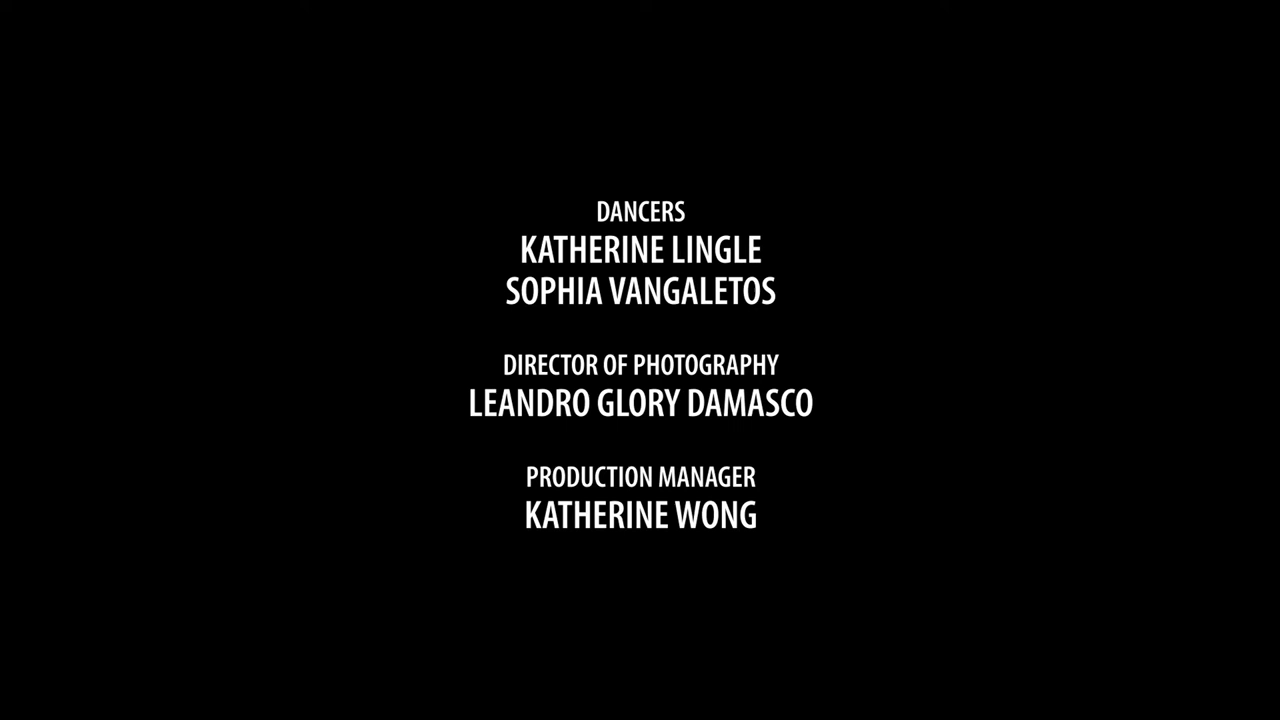 DANCERS
KATHERINE LINGLE
SOPHIA VANGALETOS
DIRECTOR OF PHOTOGRAPHY
LEANDRO GLORY DAMASCO
PRODUCTION MANAGER
KATHERINE WONG